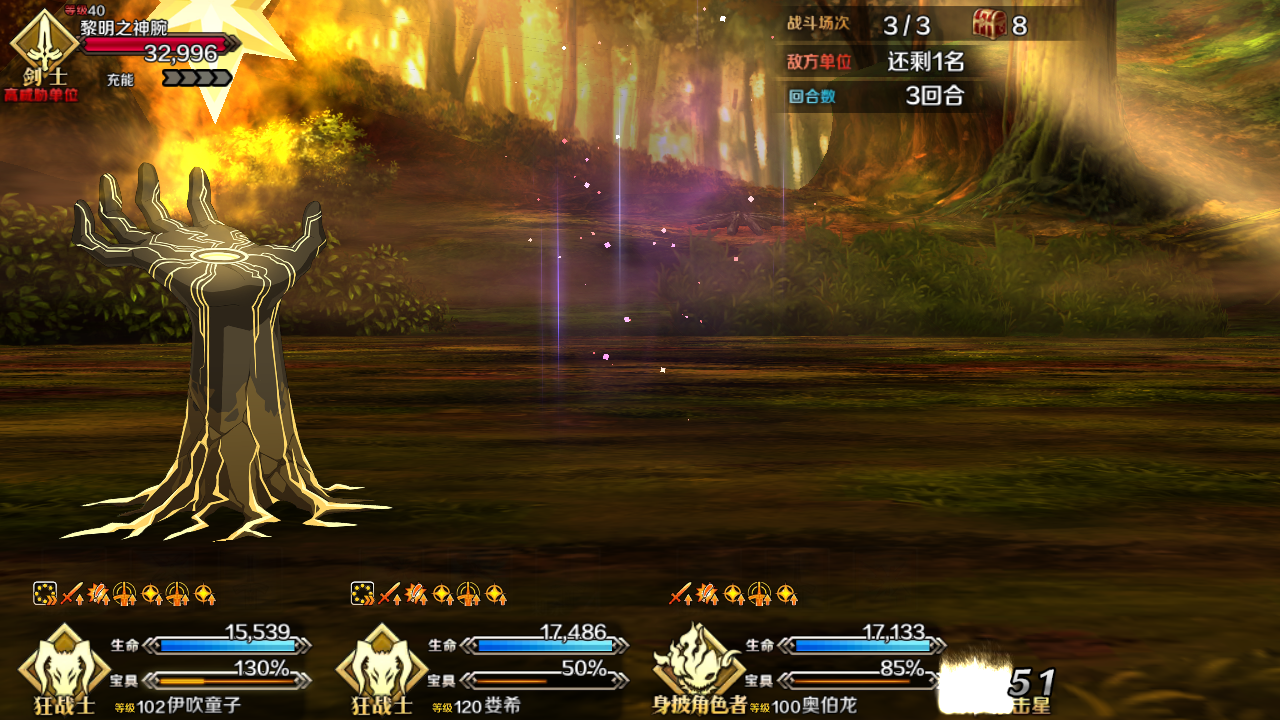 等级40
黎明之神腕
32,996
剑士
充能
高威胁单位
战斗场次 3/3 8
敌方单位 还剩1名
回合数 3回合
生命 15,539
宝具 130%
狂战士 等级102伊吹童子
生命 17,486
宝具 50%
狂战士 等级120娄希
生命 17,133
宝具 85%
身披角色者 等级100奥伯龙
51
击星